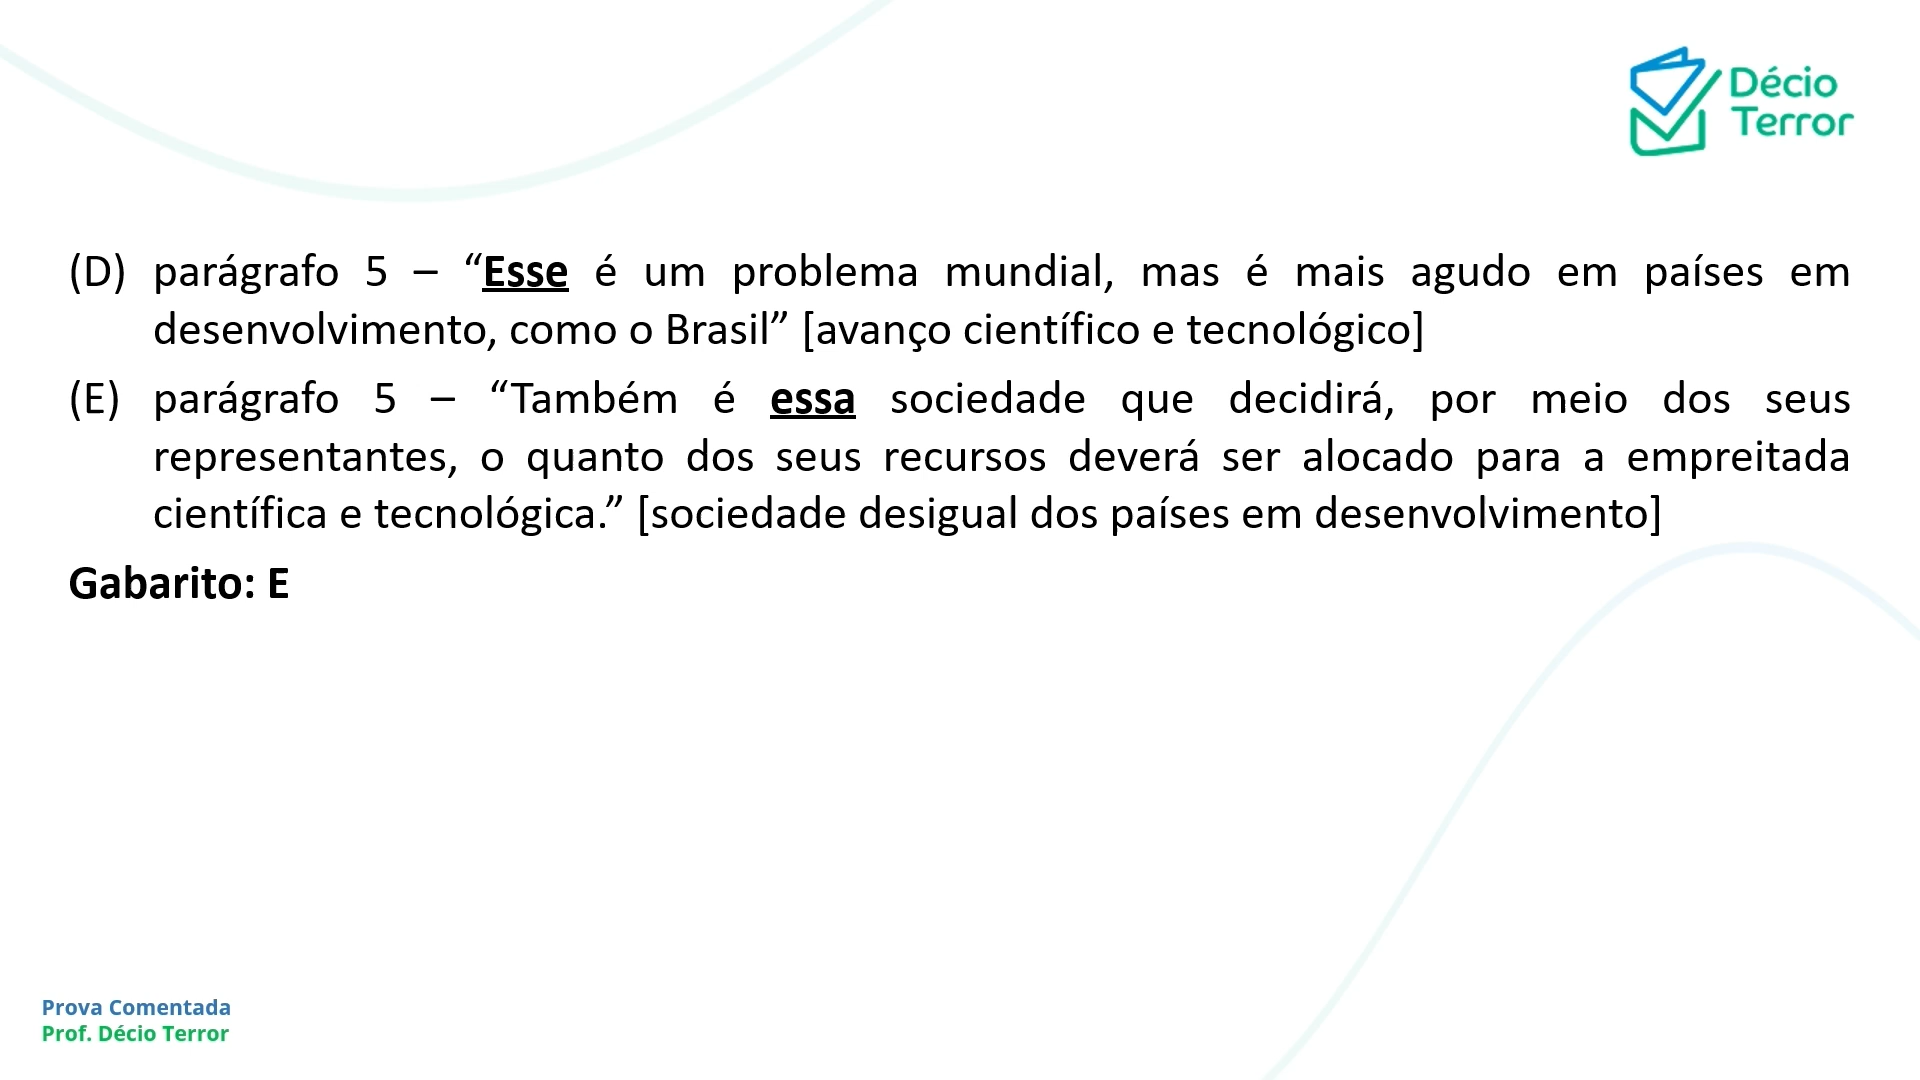 Décio
Terror
(D) parágrafo 5 – “Esse é um problema mundial, mas é mais agudo em países em
desenvolvimento, como o Brasil” [avanço científico e tecnológico]
(E) parágrafo 5 – “Também é essa sociedade que decidirá, por meio dos seus
representantes, o quanto dos seus recursos deverá ser alocado para a empreitada
científica e tecnológica.” [sociedade desigual dos países em desenvolvimento]
Gabarito: E
Prova Comentada
Prof. Décio Terror